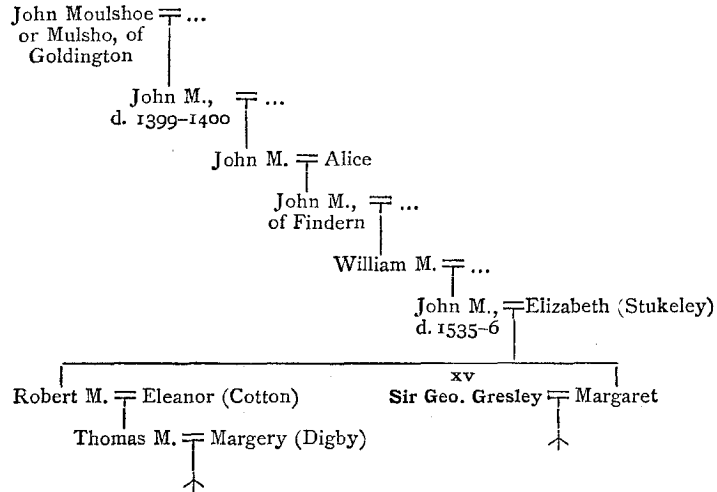 John Moulshoe ...
or Mulsho, of
Goldington
John M., ...
d. 1399-1400
John M. Alice
John M., ...
of Findern
William M. ...
John M., Elizabeth (Stukeley)
d. 1535-6
xv
Robert M. Eleanor (Cotton) Sir Geo. Gresley Margaret
Thomas M. Margery (Digby)